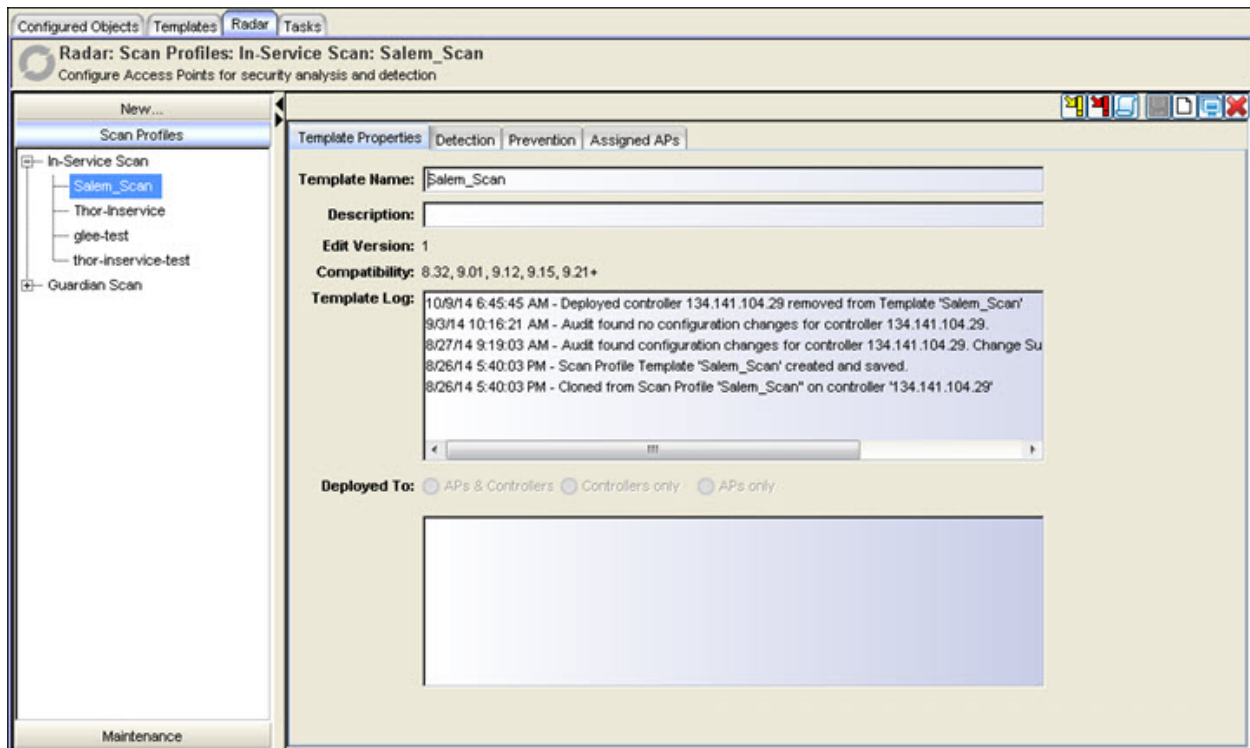 Configured Objects Templates Radar Tasks
Radar: Scan Profiles: In-Service Scan: Salem_Scan
Configure Access Points for security analysis and detection
New...
Scan Profiles
In-Service Scan
Salem_Scan
Thor-Inservice
glee-test
thor-inservice-test
Guardian Scan
Maintenance
Template Properties Detection Prevention Assigned APs
Template Name: Salem_Scan
Description:
Edit Version: 1
Compatibility: 8.32, 9.01, 9.12, 9.15, 9.21+
Template Log: 10/9/14 6:45:45 AM - Deployed controller 134.141.104.29 removed from Template 'Salem_Scan'
9/3/14 10:16:21 AM - Audit found no configuration changes for controller 134.141.104.29.
8/27/14 9:19:03 AM - Audit found configuration changes for controller 134.141.104.29. Change Su
8/26/14 5:40:03 PM - Scan Profile Template 'Salem_Scan' created and saved.
8/26/14 5:40:03 PM - Cloned from Scan Profile 'Salem_Scan" on controller '134.141.104.29'
Deployed To: APs & Controllers Controllers only APs only